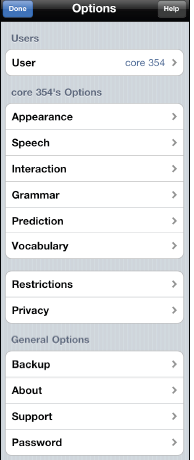 Done Options Help
Users
User core 354
core 354's Options
Appearance
Speech
Interaction
Grammar
Prediction
Vocabulary
Restrictions
Privacy
General Options
Backup
About
Support
Password